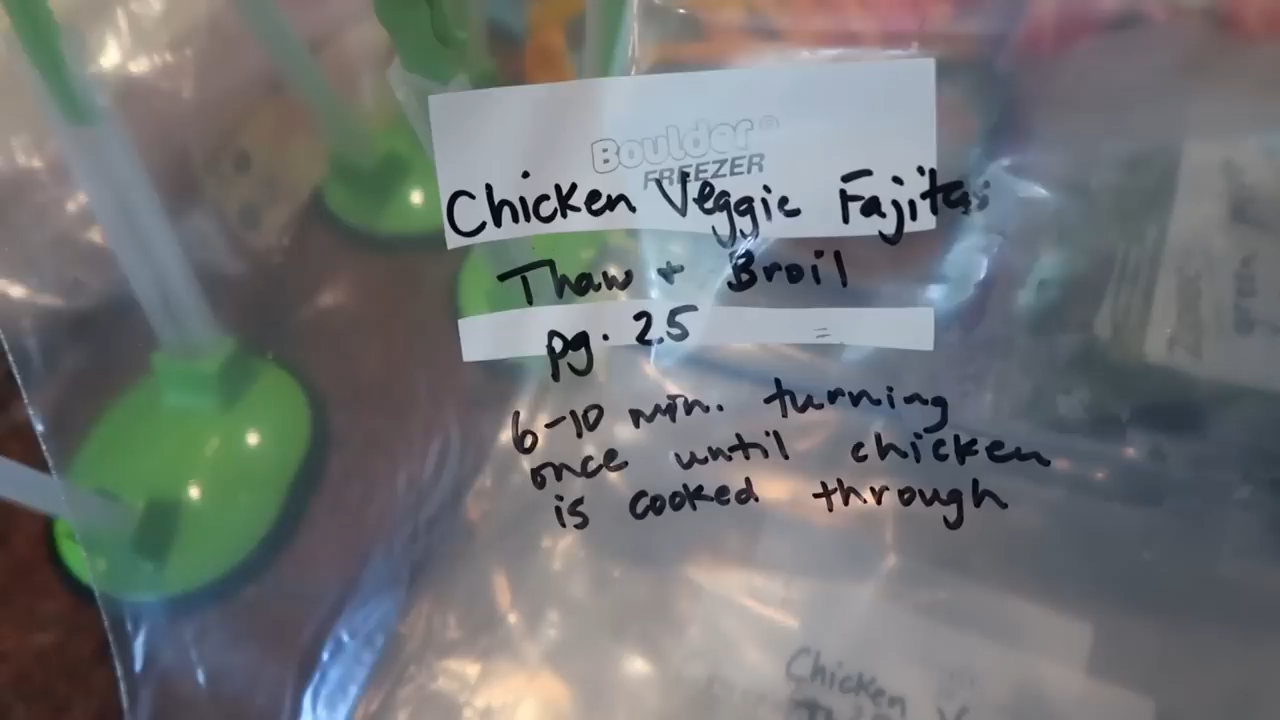 Boulder®
FREEZER
Chicken Veggie Fajitas
Thaw + Broil
pg. 25
6-10 min. turning
once until chicken
is cooked through
Chicken